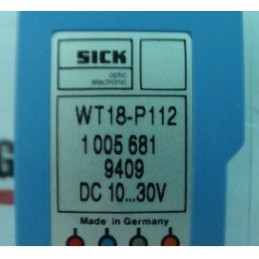 SICK
optic
electronic
WT18-P112
1 005 681
9409
DC 10...30V
Made in Germany
G